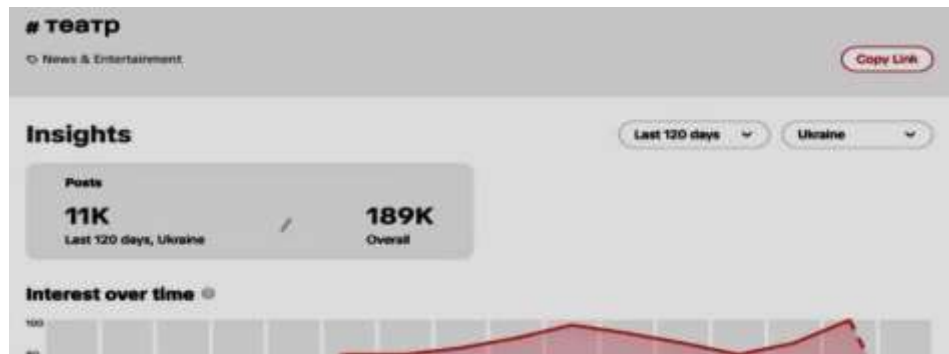 # театр
News & Entertainment
Copy Link
Insights
Last 120 days
Ukraine
Posts
11K / 189K
Last 120 days, Ukraine
Overall
Interest over time
100